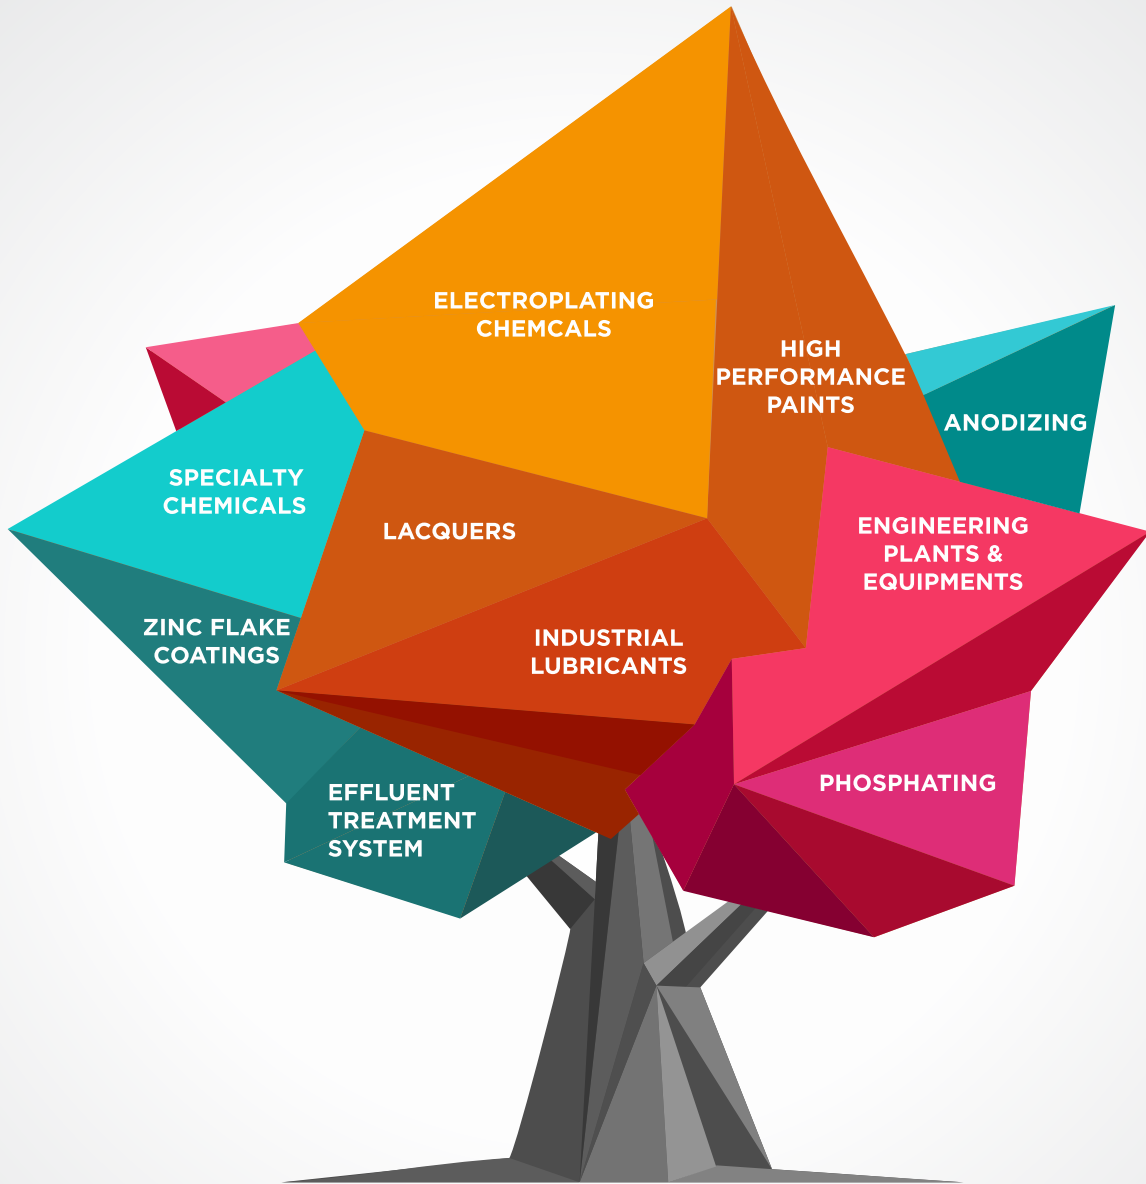 ELECTROPLATING
CHEMCALS
HIGH
PERFORMANCE
PAINTS
ANODIZING
SPECIALTY
CHEMICALS
LACQUERS
ENGINEERING
PLANTS &
EQUIPMENTS
ZINC FLAKE
COATINGS
INDUSTRIAL
LUBRICANTS
EFFLUENT
TREATMENT
SYSTEM
PHOSPHATING